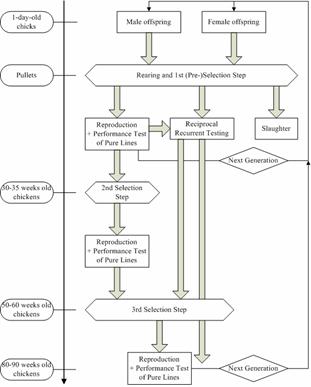 1-day-old
chicks
Male offspring
Female offspring
Pullets
Rearing and 1st (Pre-)Selection Step
Reproduction
+ Performance Test
of Pure Lines
Reciprocal
Recurrent Testing
Slaughter
Next Generation
30-35 weeks old
chickens
2nd Selection
Step
Reproduction
+ Performance Test
of Pure Lines
50-60 weeks old
chickens
3rd Selection Step
80-90 weeks old
chickens
Reproduction
+ Performance Test
of Pure Lines
Next Generation